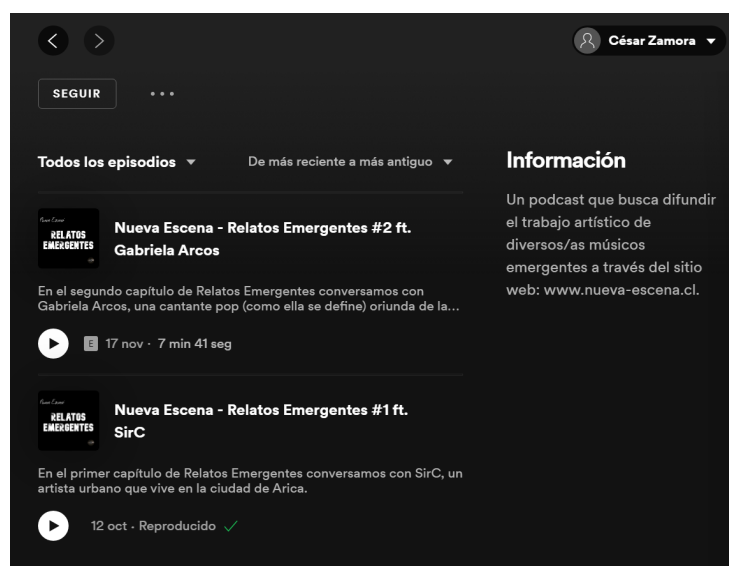 César Zamora
SEGUIR
Todos los episodios
De más reciente a más antiguo
Información
Un podcast que busca difundir
el trabajo artístico de
diversos/as músicos
emergentes a través del sitio
web: www.nueva-escena.cl.
Nueva Escena
RELATOS
EMERGENTES
Nueva Escena - Relatos Emergentes #2 ft.
Gabriela Arcos
En el segundo capítulo de Relatos Emergentes conversamos con
Gabriela Arcos, una cantante pop (como ella se define) oriunda de la...
E 17 nov · 7 min 41 seg
Nueva Escena
RELATOS
EMERGENTES
Nueva Escena - Relatos Emergentes #1 ft.
SirC
En el primer capítulo de Relatos Emergentes conversamos con SirC, un
artista urbano que vive en la ciudad de Arica.
12 oct · Reproducido